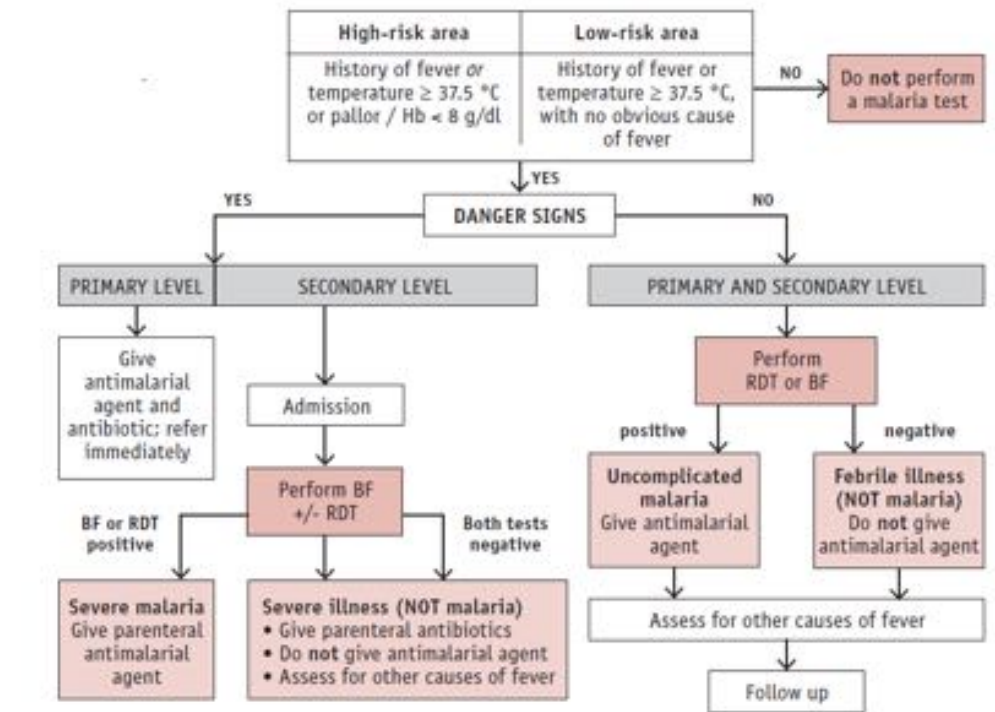 High-risk area
History of fever or
temperature ≥ 37.5 °C
or pallor / Hb < 8 g/dl
Low-risk area
History of fever or
temperature ≥ 37.5 °C,
with no obvious cause
of fever
NO
Do not perform
a malaria test
YES
DANGER SIGNS
YES
NO
PRIMARY LEVEL
SECONDARY LEVEL
PRIMARY AND SECONDARY LEVEL
Give
antimalarial
agent and
antibiotic; refer
immediately
Admission
Perform BF
+/- RDT
BF or RDT
positive
Both tests
negative
Severe malaria
Give parenteral
antimalarial
agent
Severe illness (NOT malaria)
• Give parenteral antibiotics
• Do not give antimalarial agent
• Assess for other causes of fever
Perform
RDT or BF
positive
negative
Uncomplicated
malaria
Give antimalarial
agent
Febrile illness
(NOT malaria)
Do not give
antimalarial agent
Assess for other causes of fever
Follow up